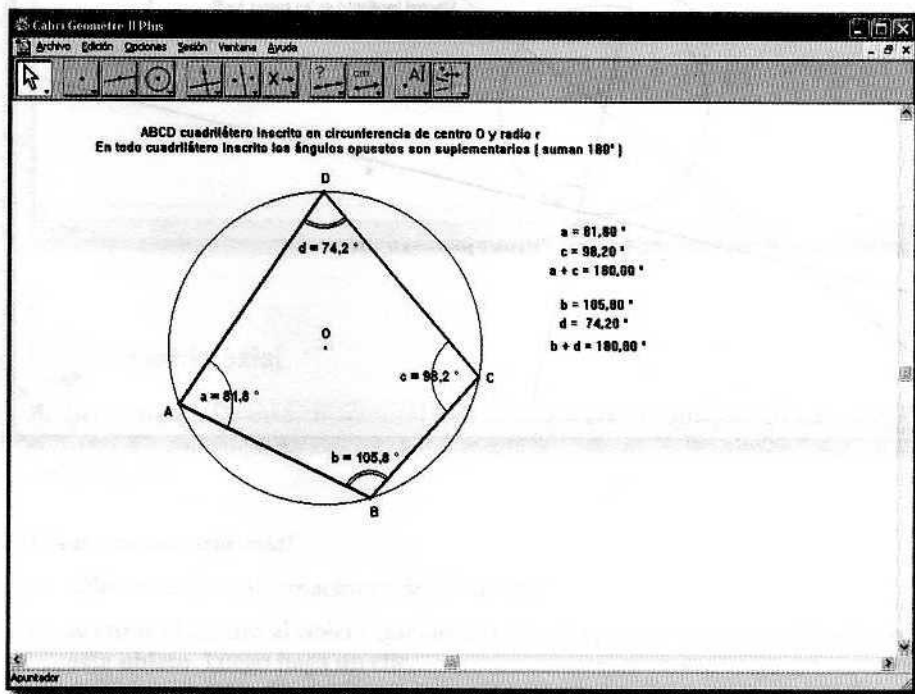 Cabri Geometre II Plus
Archivo Edición Opciones Sesión Ventana Ayuda
ABCD cuadrilátero inscrito en circunferencia de centro O y radio r
En todo cuadrilátero inscrito los ángulos opuestos son suplementarios ( suman 180° )
D
d = 74,2
a = 81,80 °
c = 98,20 °
a + c = 180,00 °
b = 105,80 °
d = 74,20 °
b + d = 180,00 °
O
c = 98,2 °
C
a = 81,8 °
A
b = 105,8 °
B
Apuntador